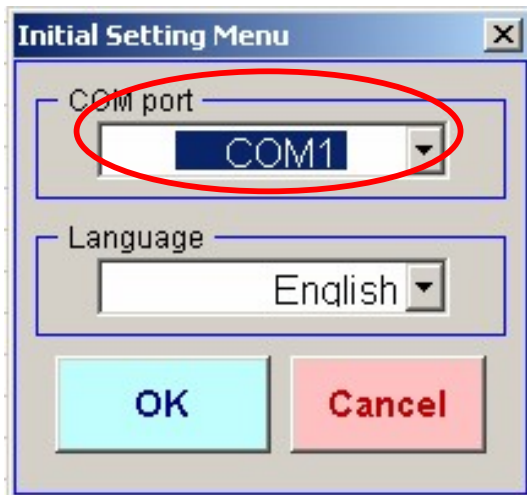 Initial Setting Menu
COM port
COM1
Language
English
OK
Cancel